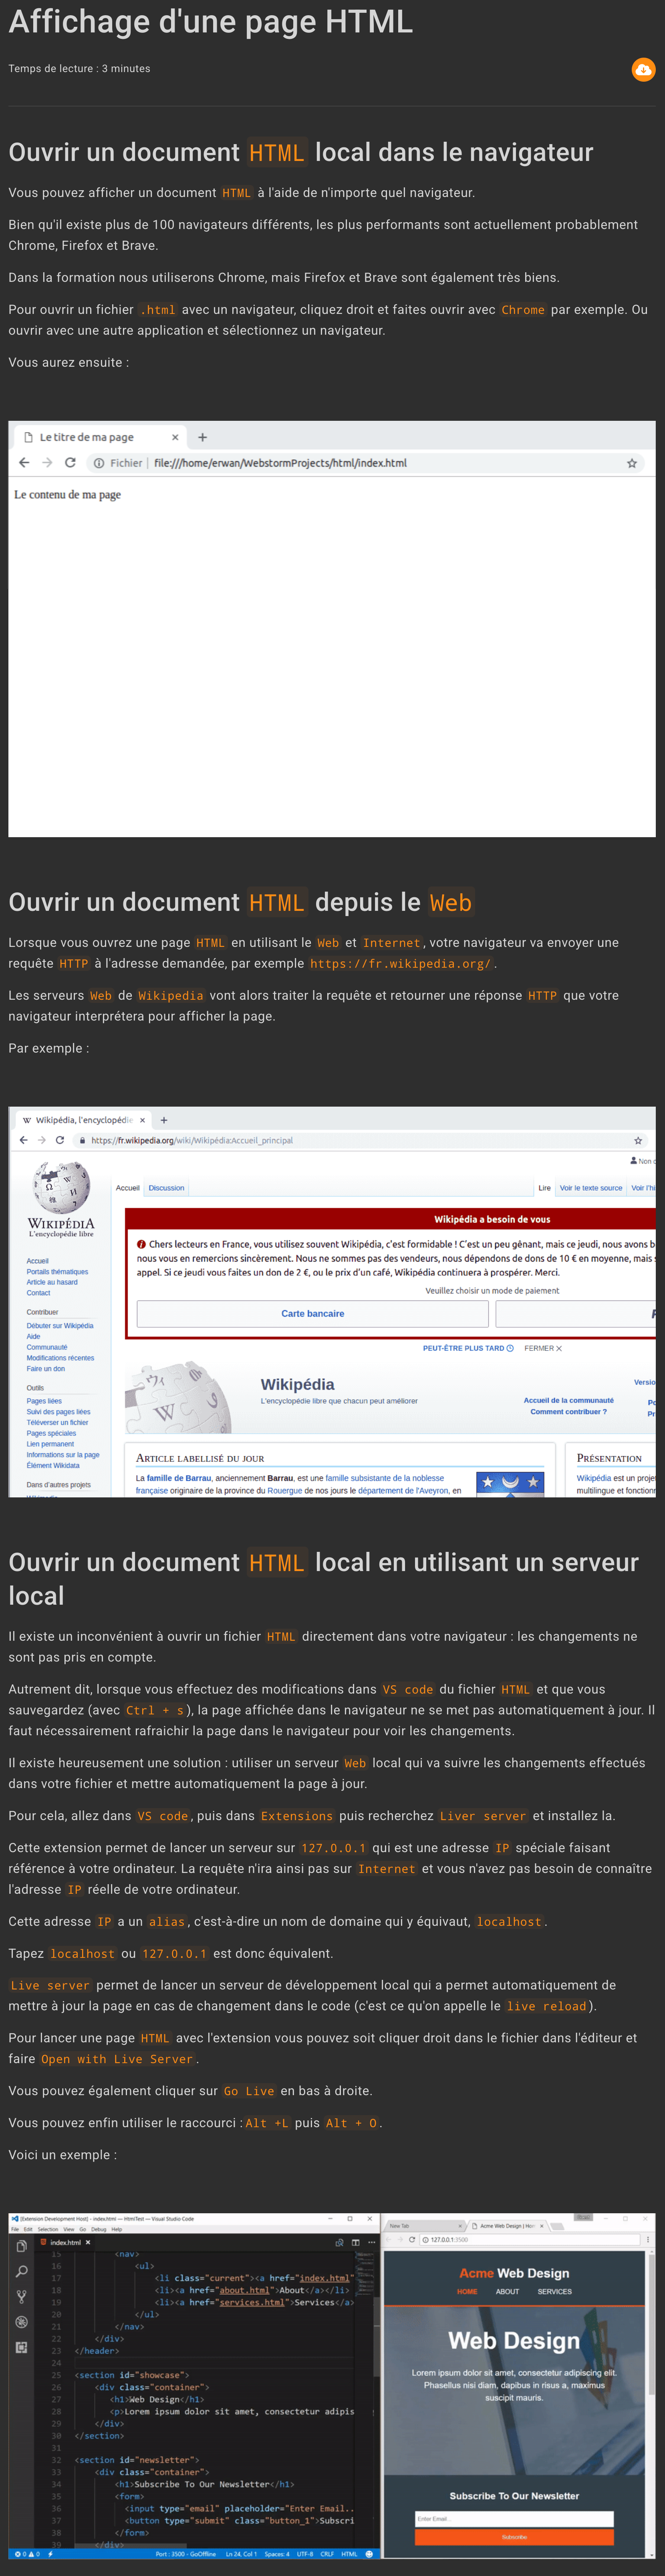 Affichage d'une page HTML
Temps de lecture : 3 minutes
Ouvrir un document HTML local dans le navigateur
Vous pouvez afficher un document HTML à l'aide de n'importe quel navigateur.
Bien qu'il existe plus de 100 navigateurs différents, les plus performants sont actuellement probablement
Chrome, Firefox et Brave.
Dans la formation nous utiliserons Chrome, mais Firefox et Brave sont également très biens.
Pour ouvrir un fichier .html avec un navigateur, cliquez droit et faites ouvrir avec Chrome par exemple. Ou
ouvrir avec une autre application et sélectionnez un navigateur.
Vous aurez ensuite :
Le titre de ma page
Fichier | file:///home/erwan/WebstormProjects/html/index.html
Le contenu de ma page
Ouvrir un document HTML depuis le Web
Lorsque vous ouvrez une page HTML en utilisant le Web et Internet, votre navigateur va envoyer une
requête HTTP à l'adresse demandée, par exemple https://fr.wikipedia.org/.
Les serveurs Web de Wikipedia vont alors traiter la requête et retourner une réponse HTTP que votre
navigateur interprétera pour afficher la page.
Par exemple :
Wikipédia, l'encyclopédie
https://fr.wikipedia.org/wiki/Wikipédia:Accueil_principal
Non c
Accueil Discussion Lire Voir le texte source Voir l'hi
WIKIPÉDIA
L'encyclopédie libre
Accueil
Portails thématiques
Article au hasard
Contact
Contribuer
Débuter sur Wikipédia
Aide
Communauté
Modifications récentes
Faire un don
Outils
Pages liées
Suivi des pages liées
Téléverser un fichier
Pages spéciales
Lien permanent
Informations sur la page
Élément Wikidata
Dans d'autres projets
Wikipédia a besoin de vous
Chers lecteurs en France, vous utilisez souvent Wikipédia, c'est formidable ! C'est un peu gênant, mais ce jeudi, nous avons b
nous vous en remercions sincèrement. Nous ne sommes pas des vendeurs, nous dépendons de dons de 10 € en moyenne, mais s
appel. Si ce jeudi vous faites un don de 2 €, ou le prix d'un café, Wikipédia continuera à prospérer. Merci.
Veuillez choisir un mode de paiement
Carte bancaire
PEUT-ÊTRE PLUS TARD FERMER
Wikipédia
L'encyclopédie libre que chacun peut améliorer
Accueil de la communauté
Comment contribuer ?
Versio
Po
Pr
Article labellisé du jour
La famille de Barrau, anciennement Barrau, est une famille subsistante de la noblesse
française originaire de la province du Rouergue de nos jours le département de l'Aveyron, en
Présentation
Wikipédia est un projet
multilingue et fonction
Ouvrir un document HTML local en utilisant un serveur
local
Il existe un inconvénient à ouvrir un fichier HTML directement dans votre navigateur : les changements ne
sont pas pris en compte.
Autrement dit, lorsque vous effectuez des modifications dans VS code du fichier HTML et que vous
sauvegardez (avec Ctrl + s), la page affichée dans le navigateur ne se met pas automatiquement à jour. Il
faut nécessairement rafraichir la page dans le navigateur pour voir les changements.
Il existe heureusement une solution : utiliser un serveur Web local qui va suivre les changements effectués
dans votre fichier et mettre automatiquement la page à jour.
Pour cela, allez dans VS code, puis dans Extensions puis recherchez Liver server et installez la.
Cette extension permet de lancer un serveur sur 127.0.0.1 qui est une adresse IP spéciale faisant
référence à votre ordinateur. La requête n'ira ainsi pas sur Internet et vous n'avez pas besoin de connaître
l'adresse IP réelle de votre ordinateur.
Cette adresse IP a un alias, c'est-à-dire un nom de domaine qui y équivaut, localhost.
Tapez localhost ou 127.0.0.1 est donc équivalent.
Live server permet de lancer un serveur de développement local qui a permet automatiquement de
mettre à jour la page en cas de changement dans le code (c'est ce qu'on appelle le live reload).
Pour lancer une page HTML avec l'extension vous pouvez soit cliquer droit dans le fichier dans l'éditeur et
faire Open with Live Server.
Vous pouvez également cliquer sur Go Live en bas à droite.
Vous pouvez enfin utiliser le raccourci : Alt +L puis Alt + O.
Voici un exemple :
[Extension Development Host] - index.html — HtmlTest — Visual Studio Code
File Edit Selection View Go Debug Help
index.html
15 <nav>
16 <ul>
17 <li class="current"><a href="index.html"
18 <li><a href="about.html">About</a></li>
19 <li><a href="services.html">Services</a>
20 </ul>
21 </nav>
22 </div>
23 </header>
24
25 <section id="showcase">
26 <div class="container">
27 <h1>Web Design</h1>
28 <p>Lorem ipsum dolor sit amet, consectetur adipis
29 </div>
30 </section>
31
32 <section id="newsletter">
33 <div class="container">
34 <h1>Subscribe To Our Newsletter</h1>
35 <form>
36 <input type="email" placeholder="Enter Email..
37 <button type="submit" class="button_1">Subscri
38 </form>
39 </div>
0 0 Port : 3500 - GoOffline Ln 24, Col 1 Spaces: 4 UTF-8 CRLF HTML
New Tab Acme Web Design | Hom
127.0.0.1:3500
Acme Web Design
HOME ABOUT SERVICES
Web Design
Lorem ipsum dolor sit amet, consectetur adipiscing elit.
Phasellus nisi diam, dapibus in risus a, maximus
suscipit mauris.
Subscribe To Our Newsletter
Enter Email...
Subscribe